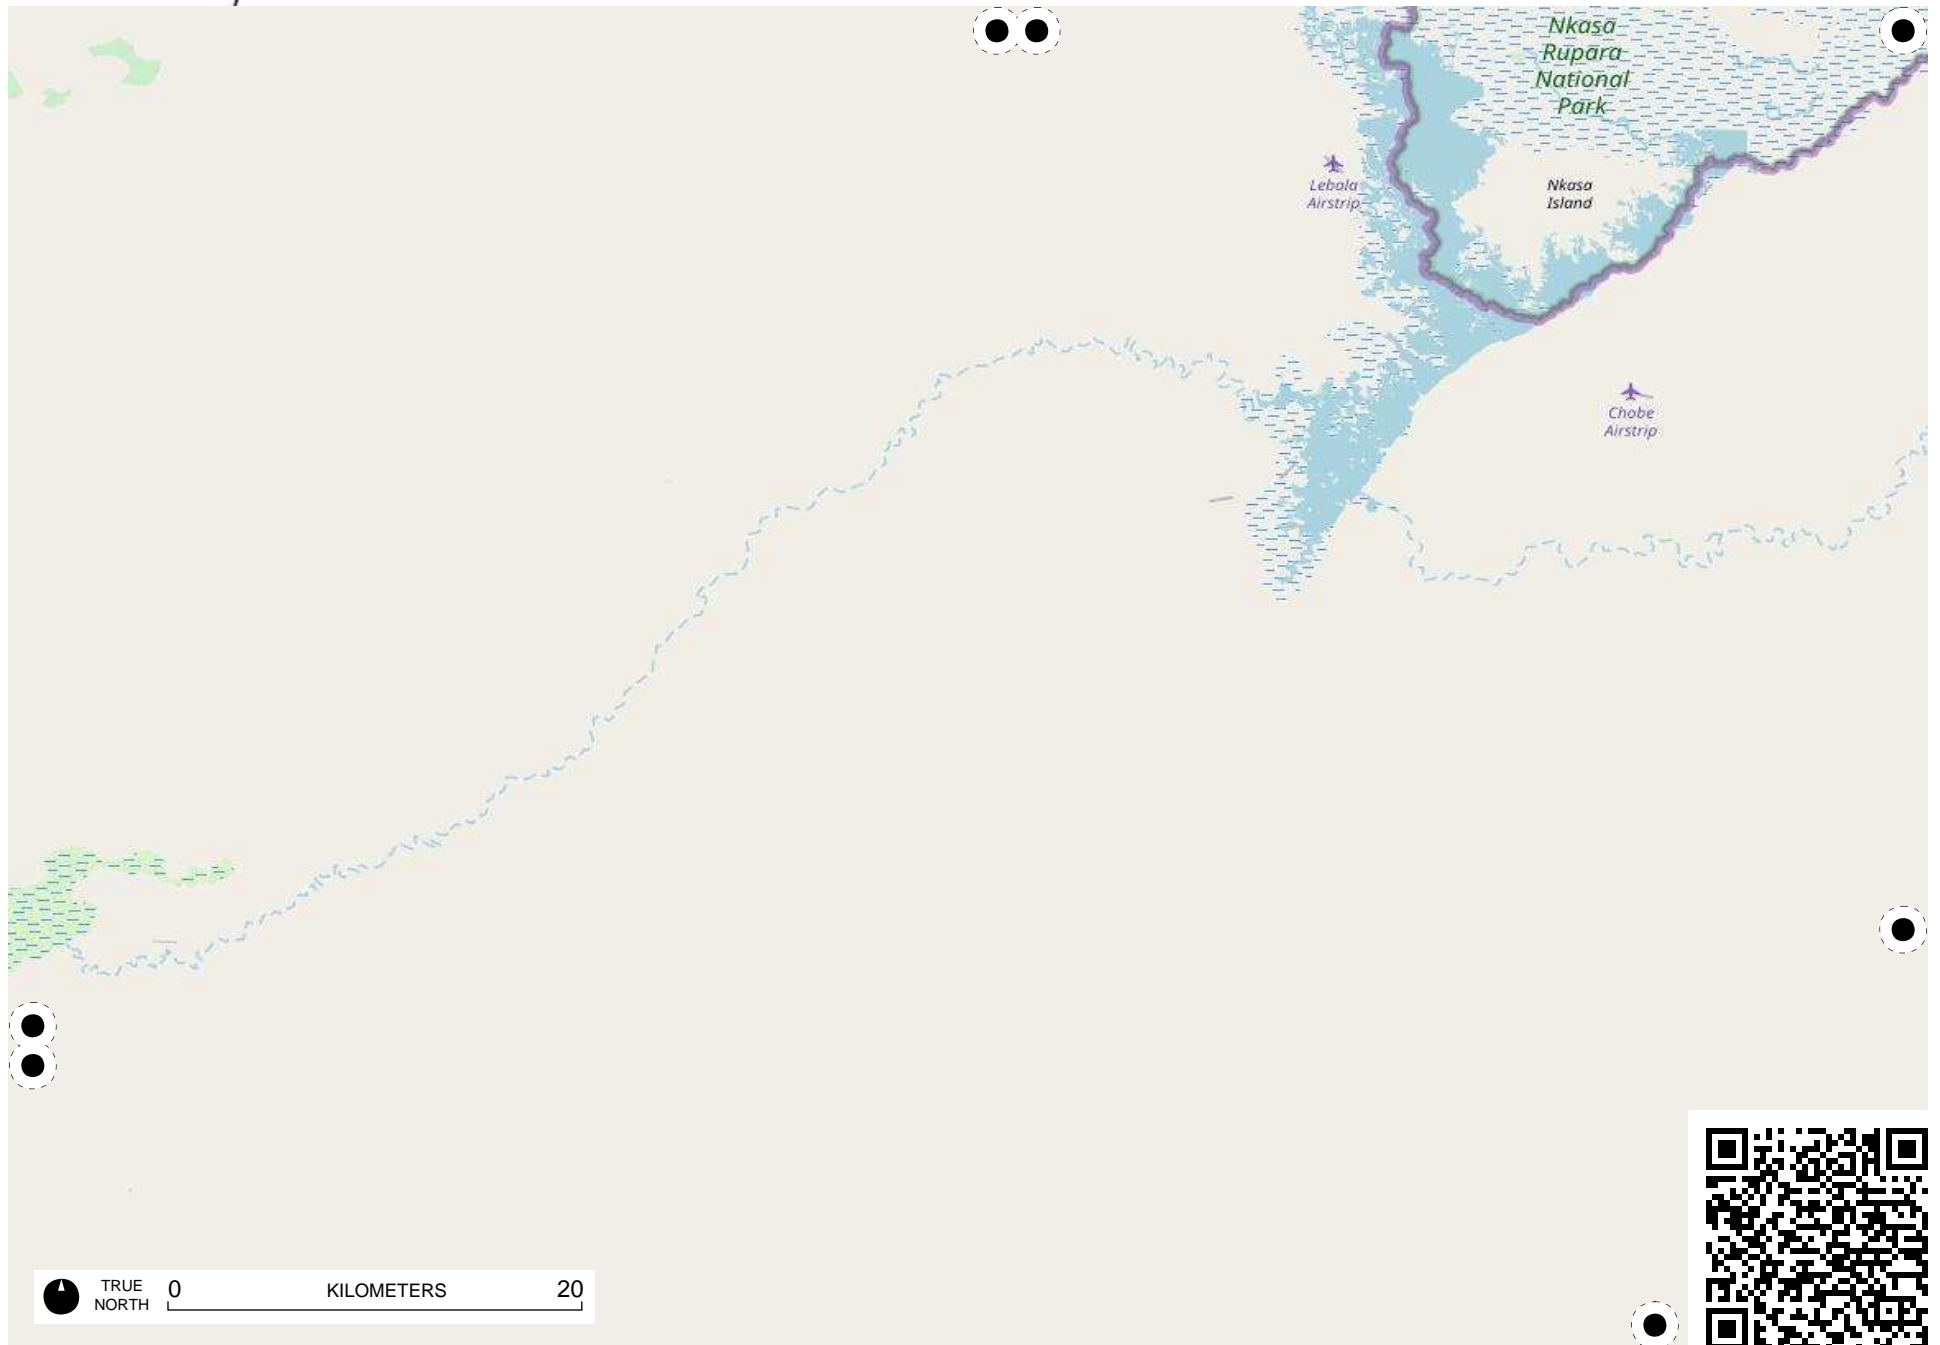 Nkasa
Rupara
National
Park
Lebala
Airstrip
Nkasa
Island
Chobe
Airstrip
TRUE
NORTH
0
KILOMETERS
20